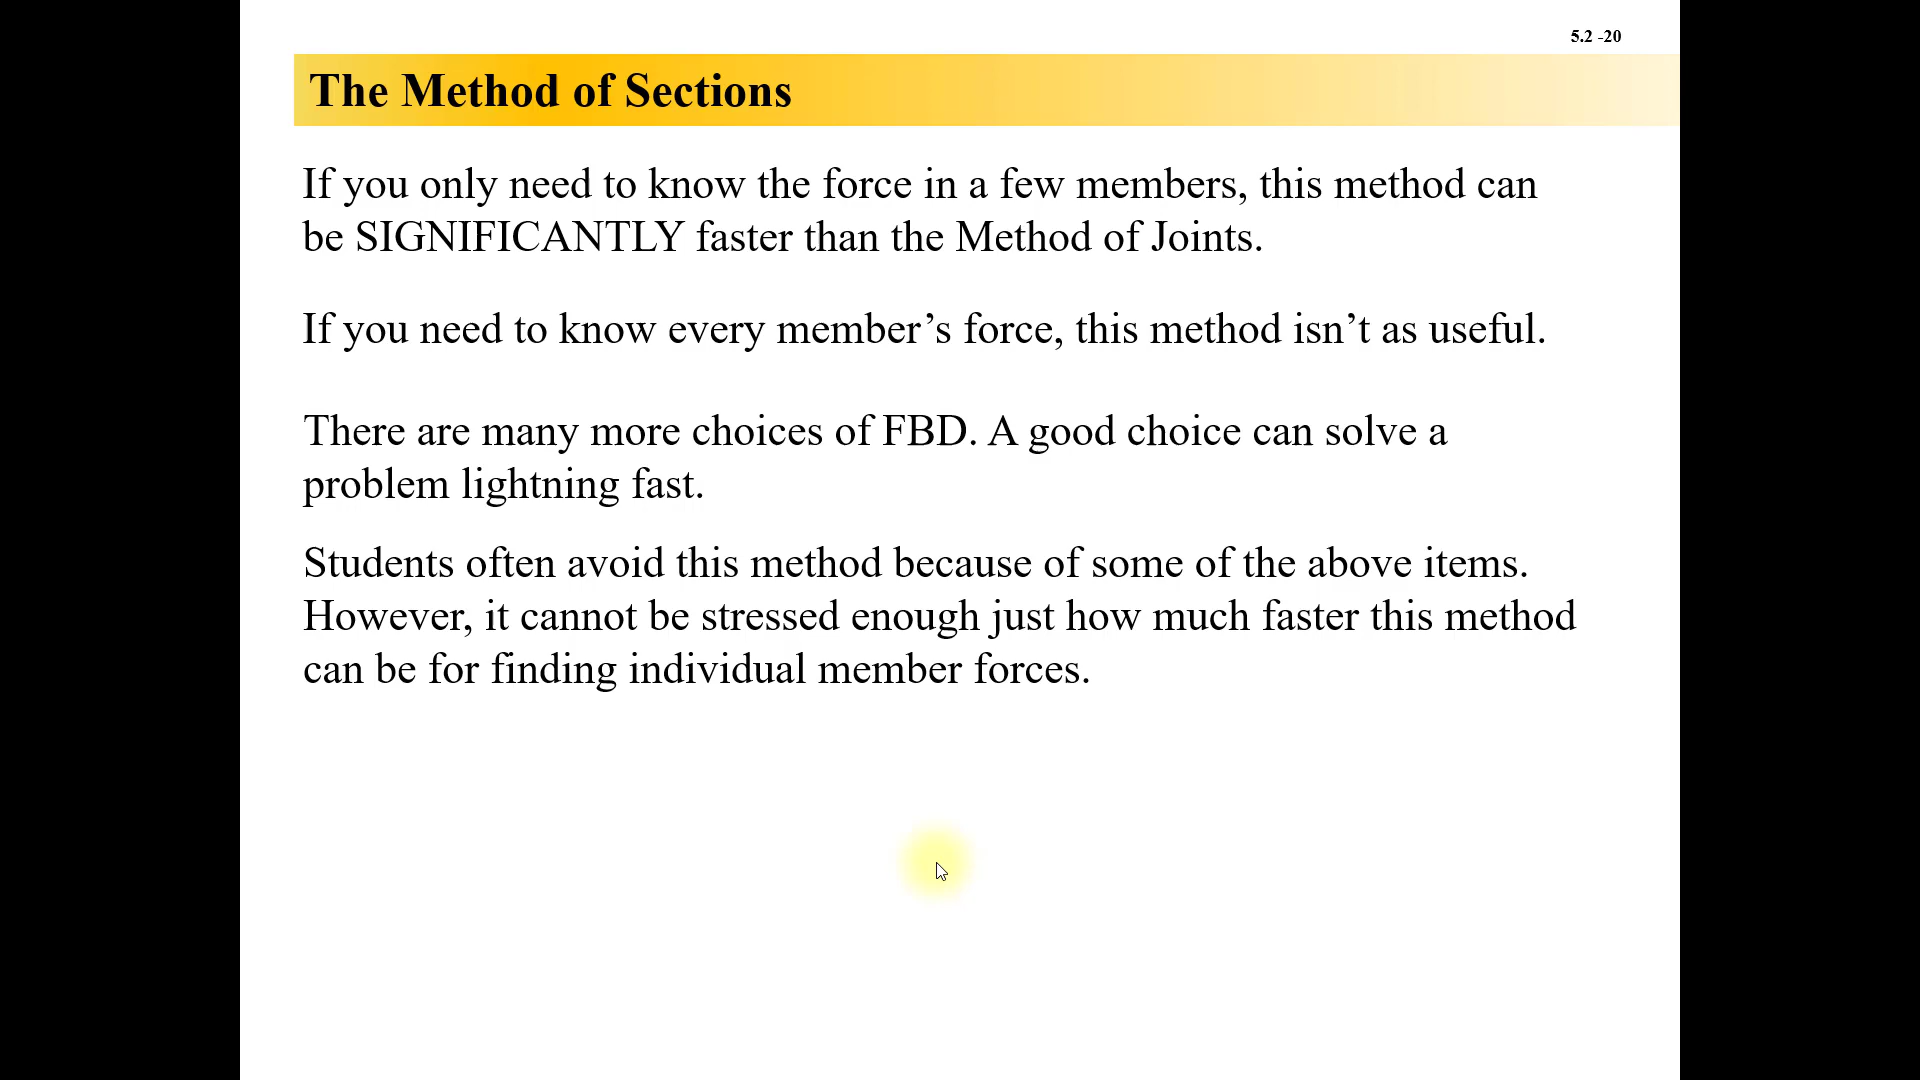 5.2 -20
The Method of Sections
If you only need to know the force in a few members, this method can
be SIGNIFICANTLY faster than the Method of Joints.
If you need to know every member’s force, this method isn’t as useful.
There are many more choices of FBD. A good choice can solve a
problem lightning fast.
Students often avoid this method because of some of the above items.
However, it cannot be stressed enough just how much faster this method
can be for finding individual member forces.